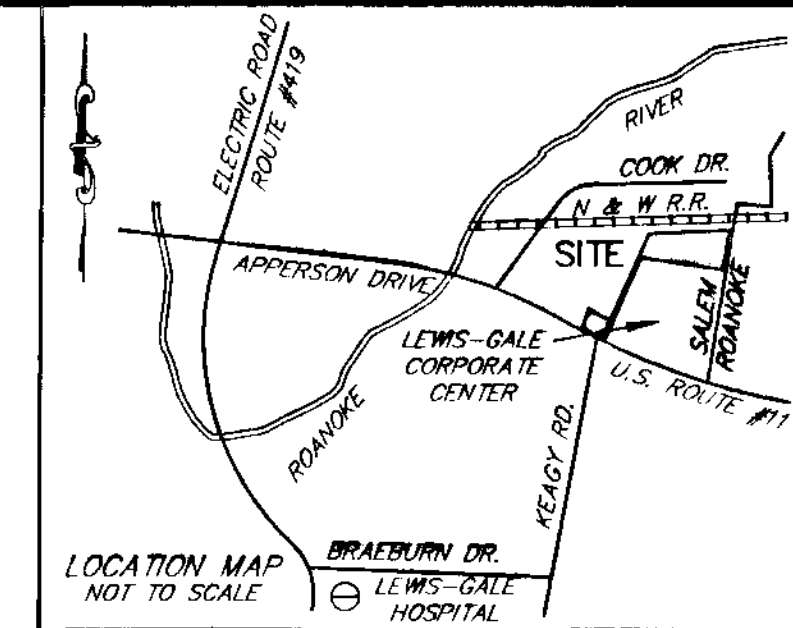 ELECTRIC ROAD
ROUTE #419
RIVER
COOK DR.
N & W R.R.
SITE
APPERSON DRIVE
SALEM
ROANOKE
LEWIS-GALE
CORPORATE
CENTER
U.S. ROUTE #11
ROANOKE
KEAGY RD.
BRAEBURN DR.
LOCATION MAP
NOT TO SCALE
LEWIS-GALE
HOSPITAL